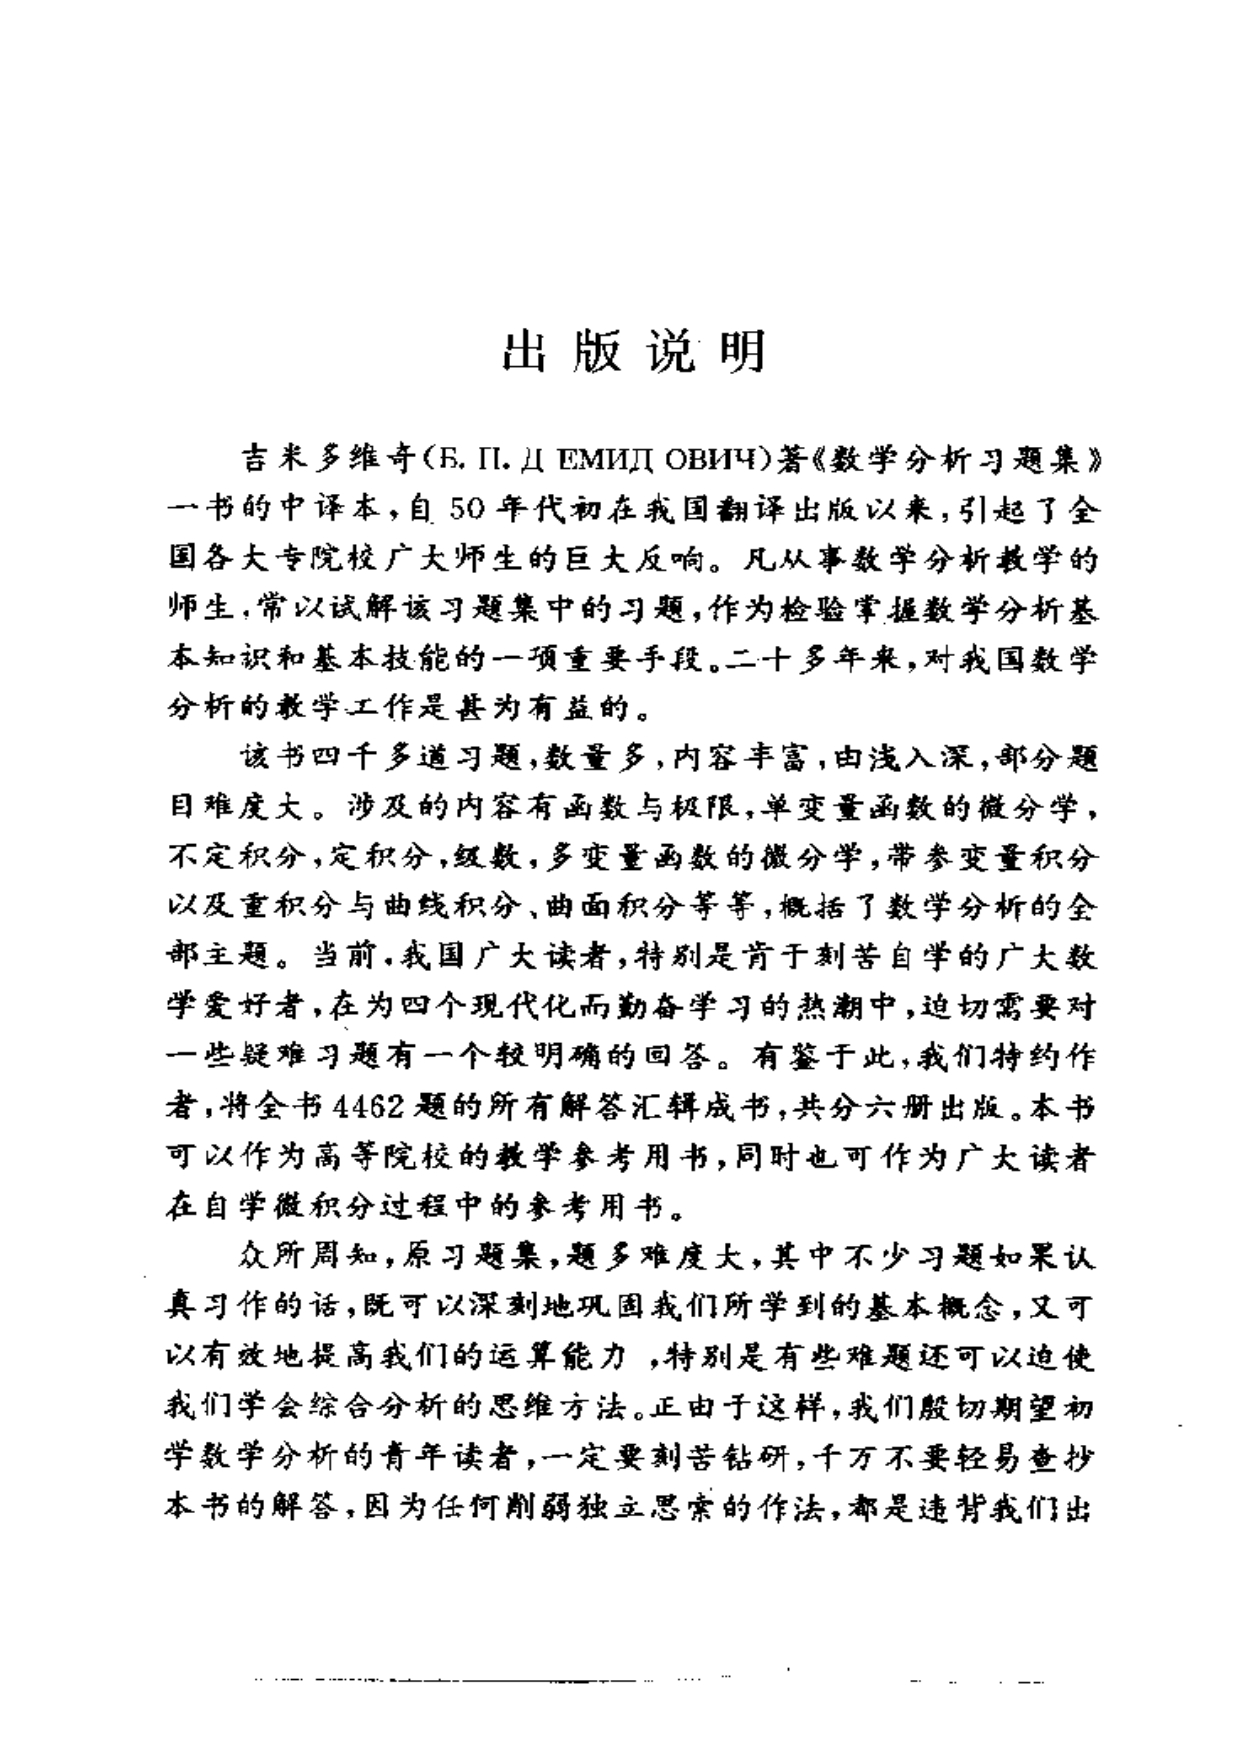 出版说明
吉米多维奇(Б. П. Д ЕМИД ОВИЧ)著《数学分析习题集》
一书的中译本,自 50 年代初在我国翻译出版以来,引起了全
国各大专院校广大师生的巨大反响。凡从事数学分析教学的
师生,常以试解该习题集中的习题,作为检验掌握数学分析基
本知识和基本技能的一项重要手段。二十多年来,对我国数学
分析的教学工作是甚为有益的。
该书四千多道习题,数量多,内容丰富,由浅入深,部分题
目难度大。涉及的内容有函数与极限,单变量函数的微分学,
不定积分,定积分,级数,多变量函数的微分学,带参变量积分
以及重积分与曲线积分、曲面积分等等,概括了数学分析的全
部主题。当前,我国广大读者,特别是肯于刻苦自学的广大数
学爱好者,在为四个现代化而勤奋学习的热潮中,迫切需要对
一些疑难习题有一个较明确的回答。有鉴于此,我们特约作
者,将全书 4462 题的所有解答汇辑成书,共分六册出版。本书
可以作为高等院校的教学参考用书,同时也可作为广大读者
在自学微积分过程中的参考用书。
众所周知,原习题集,题多难度大,其中不少习题如果认
真习作的话,既可以深刻地巩固我们所学到的基本概念,又可
以有效地提高我们的运算能力 ,特别是有些难题还可以迫使
我们学会综合分析的思维方法。正由于这样,我们殷切期望初
学数学分析的青年读者,一定要刻苦钻研,千万不要轻易查抄
本书的解答,因为任何削弱独立思索的作法,都是违背我们出